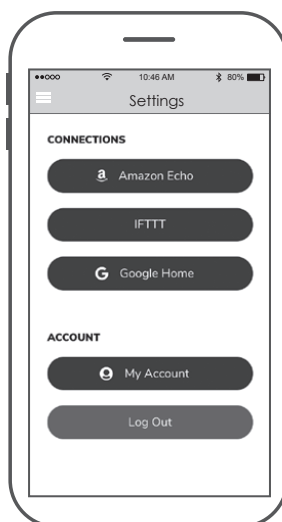 10:46 AM 80%
Settings
CONNECTIONS
a Amazon Echo
IFTTT
G Google Home
ACCOUNT
My Account
Log Out